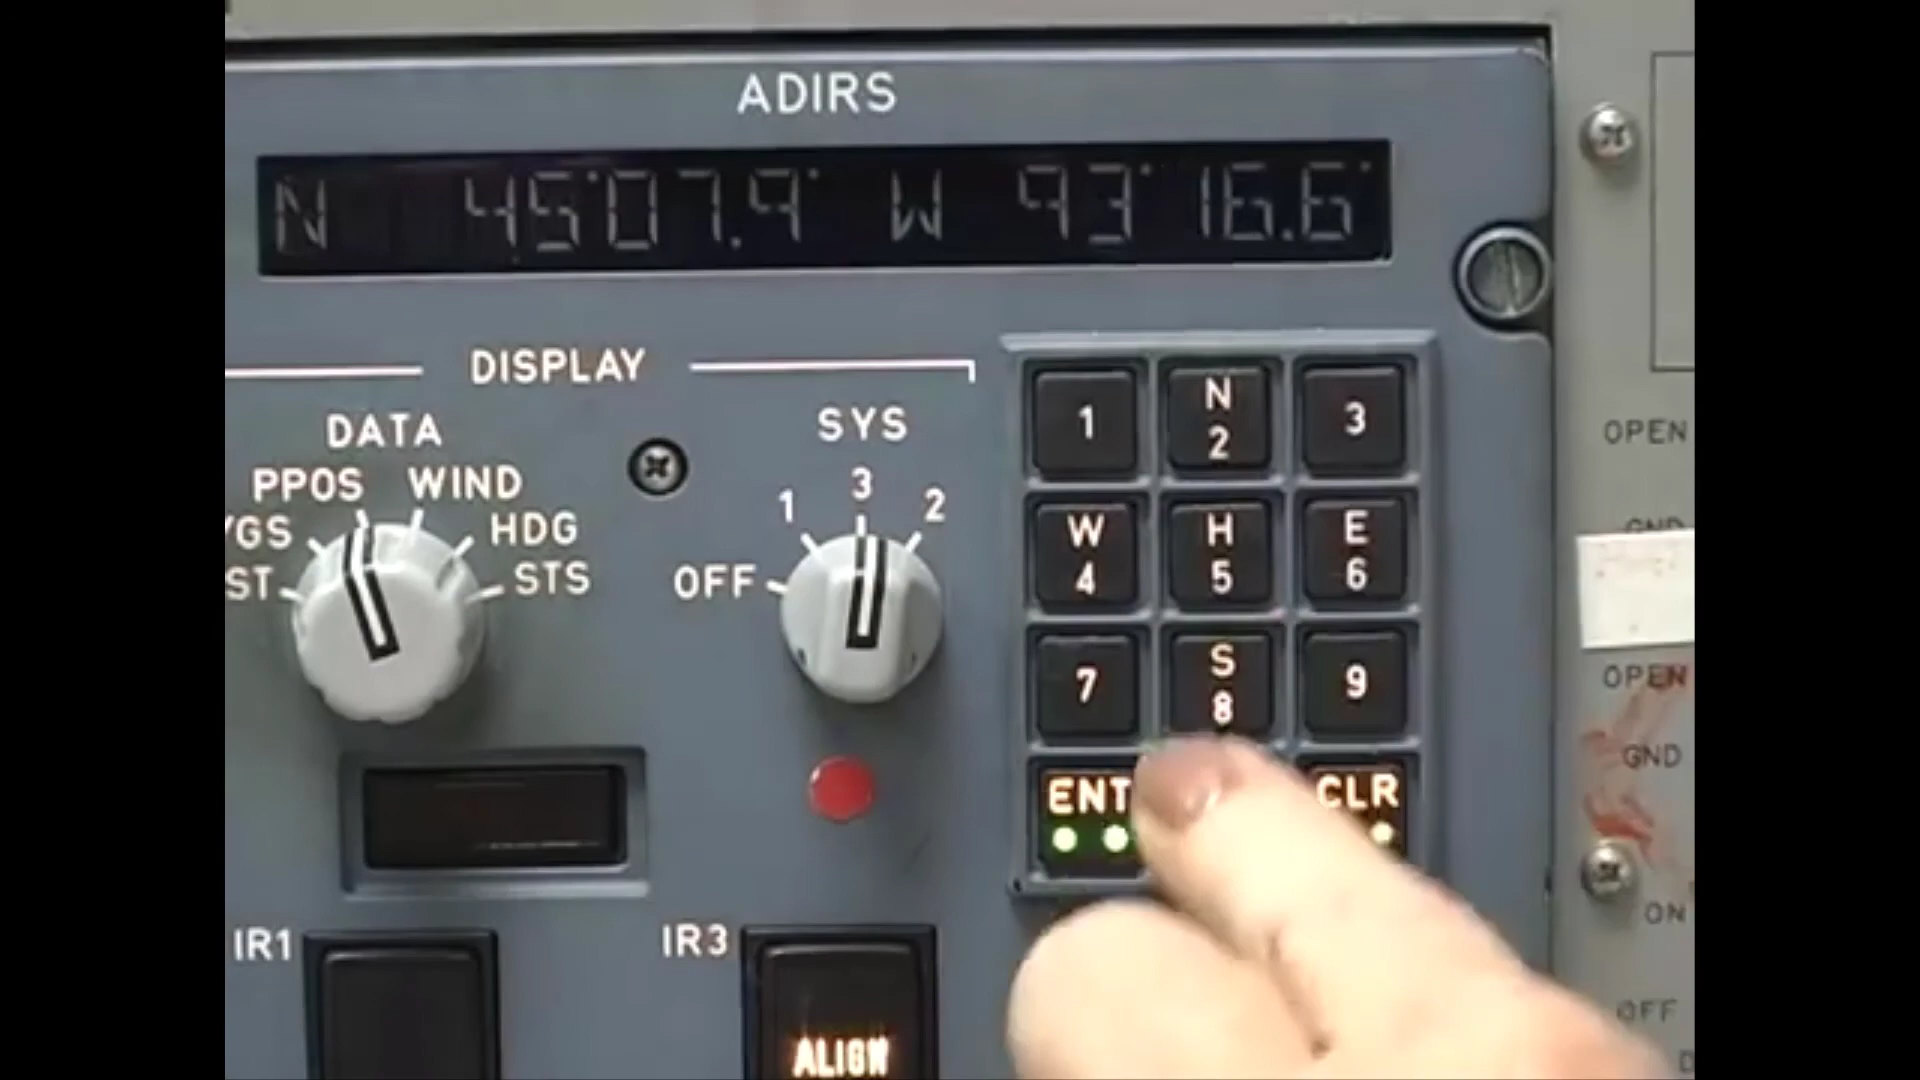 ADIRS
N 45°07.9' W 93°16.6'
DISPLAY
DATA
SYS
PPOS WIND
/GS HDG
ST STS
1 3 2
OFF
1 N 2 3
W 4 H 5 E 6
7 S 8 9
ENT CLR
IR1 IR3
ALIGN
OPEN
GND
OPEN
GND
ON
OFF